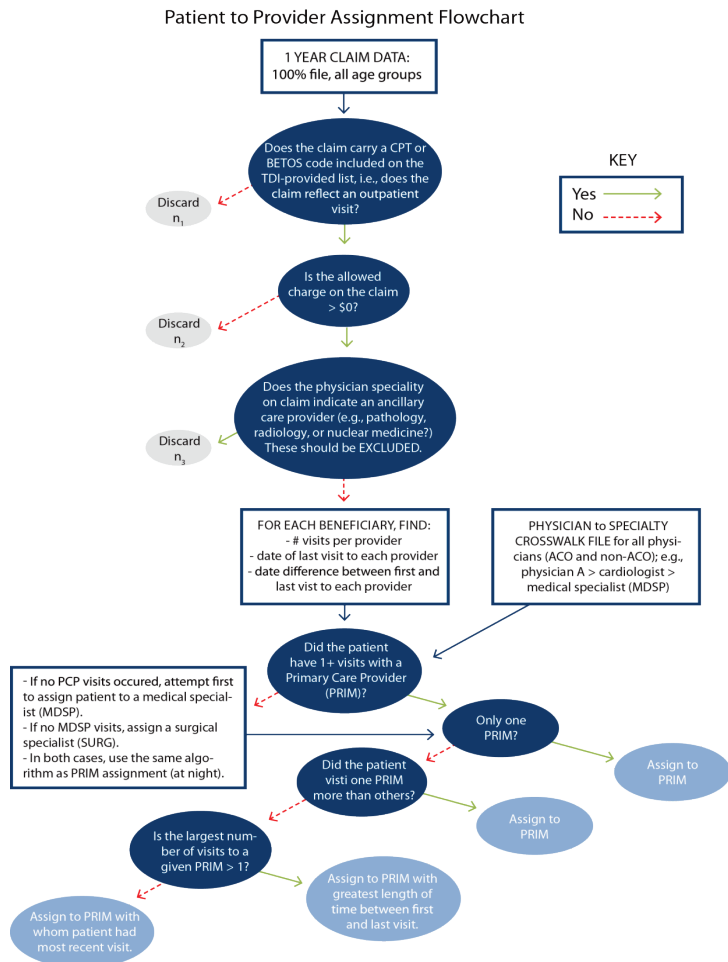 Patient to Provider Assignment Flowchart
1 YEAR CLAIM DATA:
100% file, all age groups
Does the claim carry a CPT or
BETOS code included on the
TDI-provided list, i.e., does the
claim reflect an outpatient
visit?
KEY
Yes
No
Discard
n1
Is the allowed
charge on the claim
> $0?
Discard
n2
Does the physician speciality
on claim indicate an ancillary
care provider (e.g., pathology,
radiology, or nuclear medicine?)
These should be EXCLUDED.
Discard
n3
FOR EACH BENEFICIARY, FIND:
- # visits per provider
- date of last visit to each provider
- date difference between first and
last vist to each provider
PHYSICIAN to SPECIALTY
CROSSWALK FILE for all physi-
cians (ACO and non-ACO); e.g.,
physician A > cardiologist >
medical specialist (MDSP)
Did the patient
have 1+ visits with a
Primary Care Provider
(PRIM)?
- If no PCP visits occured, attempt first
to assign patient to a medical special-
ist (MDSP).
- If no MDSP visits, assign a surgical
specialist (SURG).
- In both cases, use the same algo-
rithm as PRIM assignment (at night).
Only one
PRIM?
Assign to
PRIM
Did the patient
visti one PRIM
more than others?
Assign to
PRIM
Is the largest num-
ber of visits to a
given PRIM > 1?
Assign to PRIM with
greatest length of
time between first
and last visit.
Assign to PRIM with
whom patient had
most recent visit.